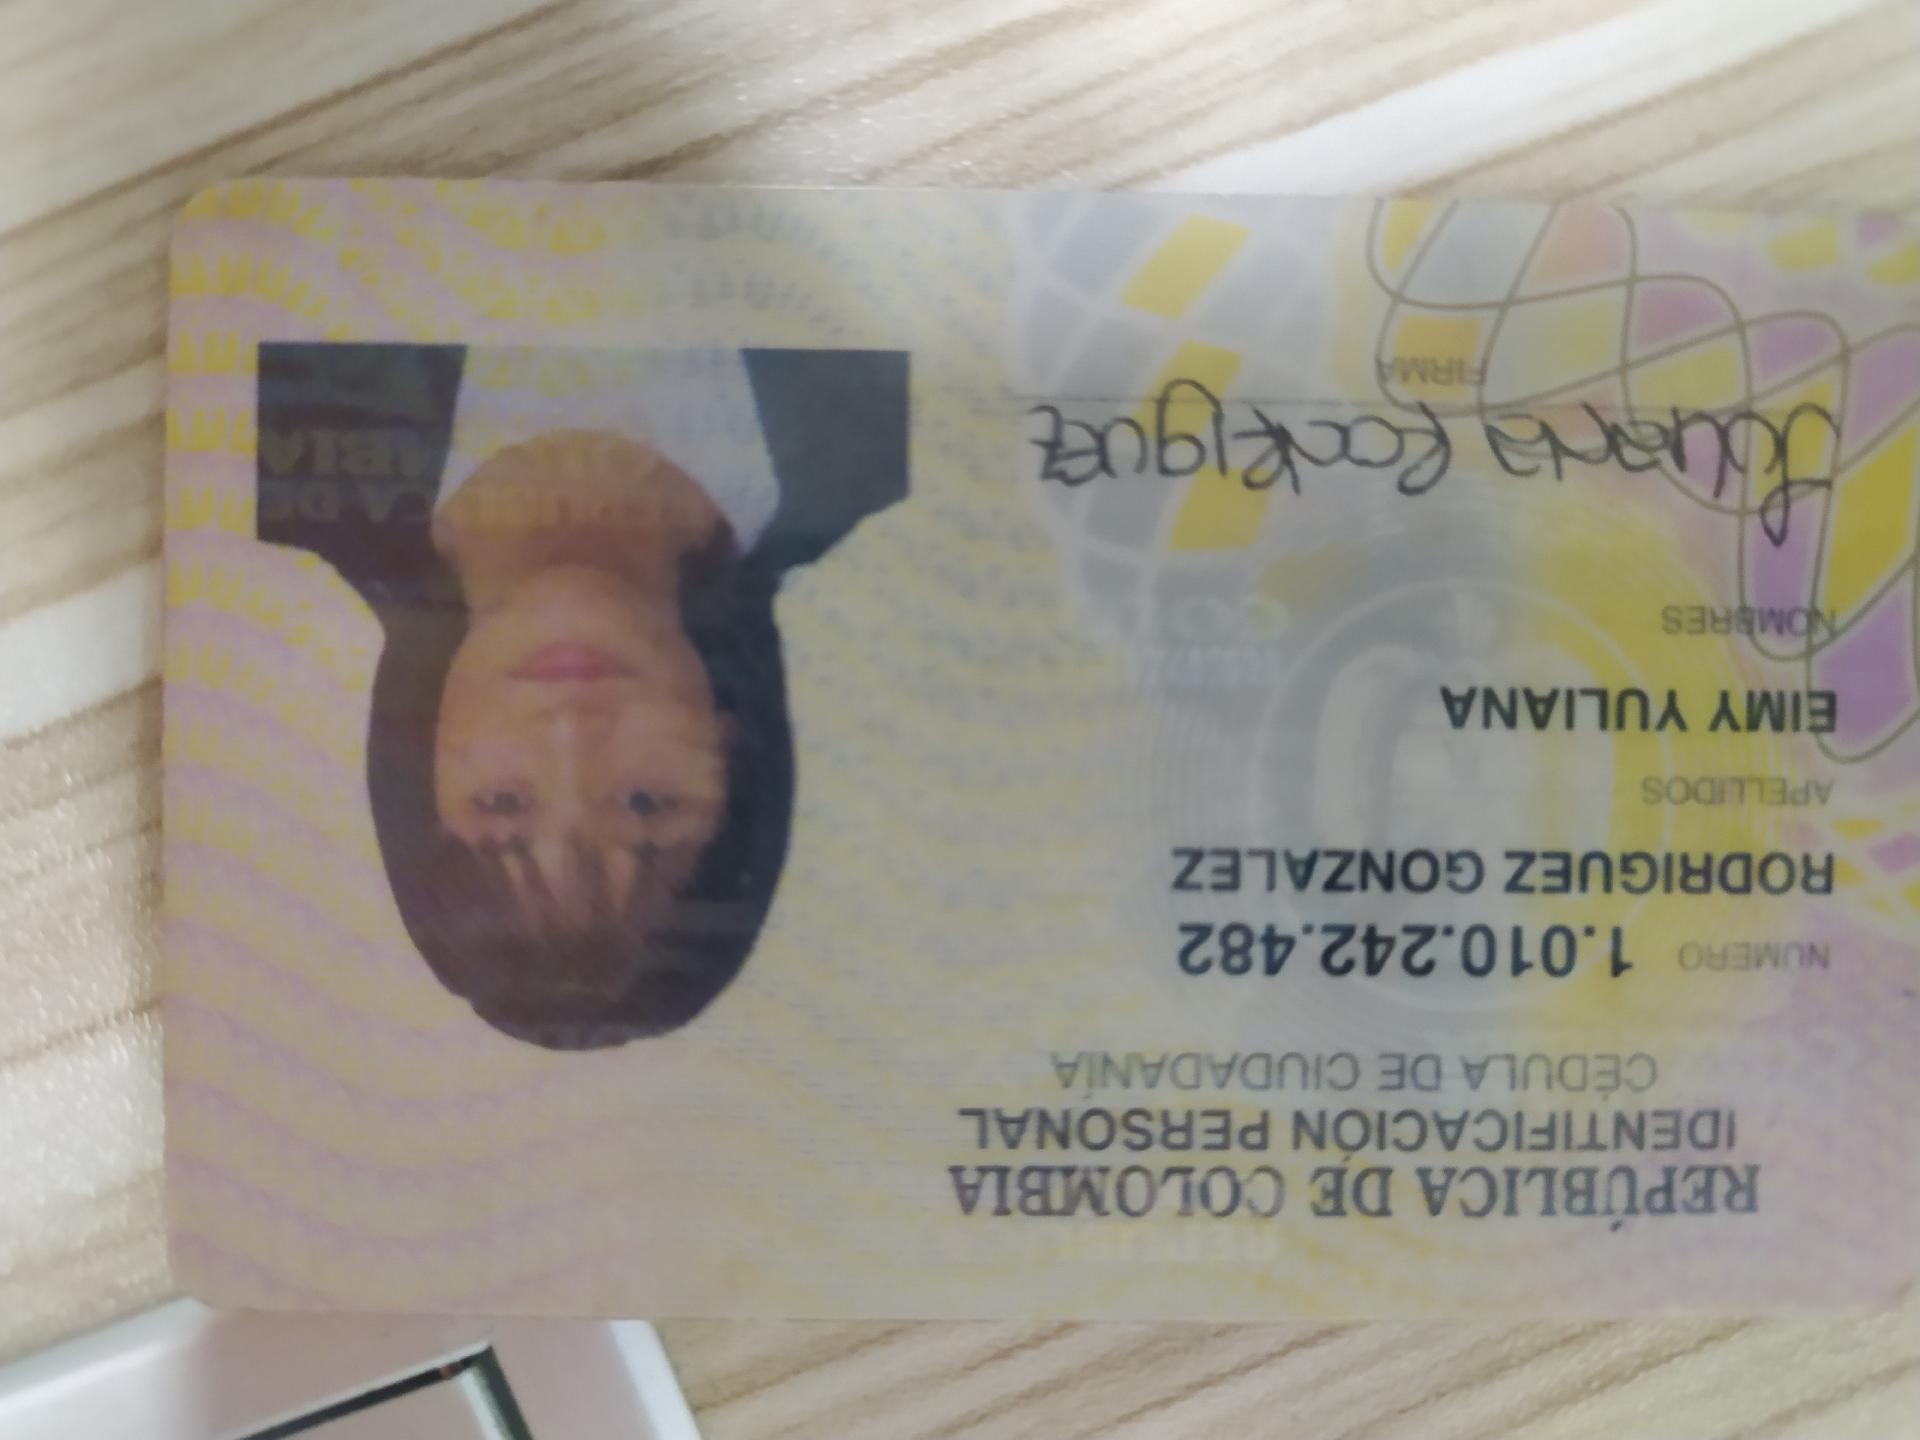 REPÚBLICA DE COLOMBIA
IDENTIFICACIÓN PERSONAL
CÉDULA DE CIUDADANÍA
NUMERO 1.010.242.482
RODRIGUEZ GONZALEZ
APELLIDOS
EIMY YULIANA
NOMBRES
Yuliana Rodriguez
FIRMA